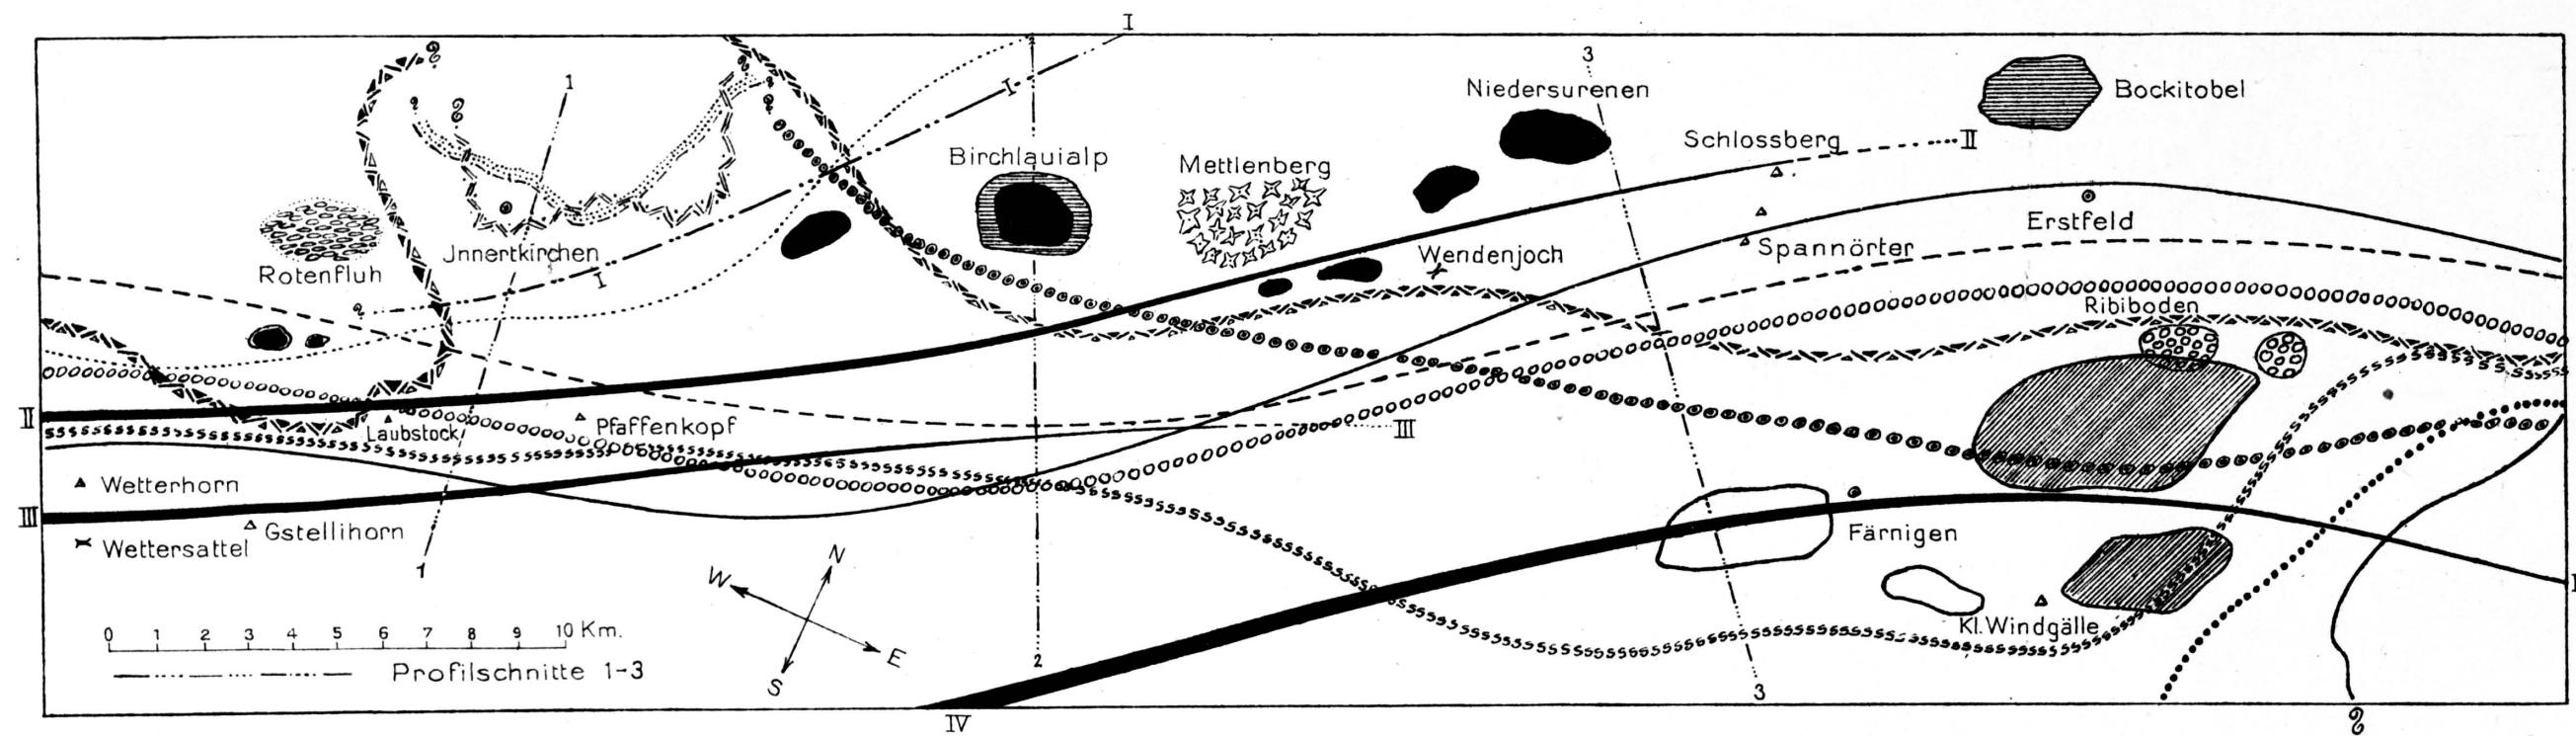 I
3
1
I
Niedersurenen
Bockitobel
Schlossberg
II
Birchlauialp
Mettlenberg
Erstfeld
Jnnertkirchen
Wendenjoch
Spannörter
Rotenfluh
I
Ribiboden
II
Laubstock
Pfaffenkopf
III
Wetterhorn
III
Gstellihorn
Wettersattel
Färnigen
1
N
W
E
S
0 1 2 3 4 5 6 7 8 9 10 Km.
Profilschnitte 1-3
Kl. Windgälle
2
3
IV